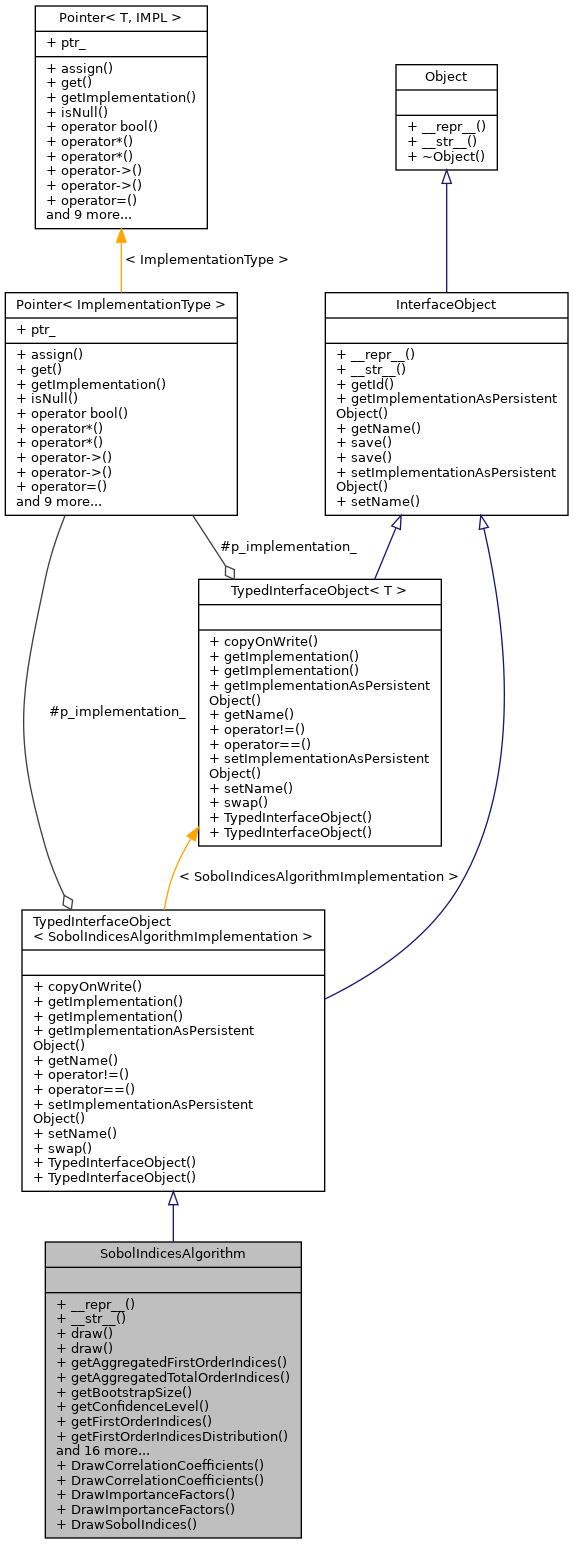 Pointer< T, IMPL >
+ ptr_
+ assign()
+ get()
+ getImplementation()
+ isNull()
+ operator bool()
+ operator*()
+ operator*()
+ operator->()
+ operator->()
+ operator=()
and 9 more...
Object
+ __repr__()
+ __str__()
+ ~Object()
< ImplementationType >
Pointer< ImplementationType >
+ ptr_
+ assign()
+ get()
+ getImplementation()
+ isNull()
+ operator bool()
+ operator*()
+ operator*()
+ operator->()
+ operator->()
+ operator=()
and 9 more...
InterfaceObject
+ __repr__()
+ __str__()
+ getId()
+ getImplementationAsPersistent
Object()
+ getName()
+ save()
+ save()
+ setImplementationAsPersistent
Object()
+ setName()
#p_implementation_
TypedInterfaceObject< T >
+ copyOnWrite()
+ getImplementation()
+ getImplementation()
+ getImplementationAsPersistent
Object()
+ getName()
+ operator!=()
+ operator==()
+ setImplementationAsPersistent
Object()
+ setName()
+ swap()
+ TypedInterfaceObject()
+ TypedInterfaceObject()
#p_implementation_
< SobolIndicesAlgorithmImplementation >
TypedInterfaceObject
< SobolIndicesAlgorithmImplementation >
+ copyOnWrite()
+ getImplementation()
+ getImplementation()
+ getImplementationAsPersistent
Object()
+ getName()
+ operator!=()
+ operator==()
+ setImplementationAsPersistent
Object()
+ setName()
+ swap()
+ TypedInterfaceObject()
+ TypedInterfaceObject()
SobolIndicesAlgorithm
+ __repr__()
+ __str__()
+ draw()
+ draw()
+ getAggregatedFirstOrderIndices()
+ getAggregatedTotalOrderIndices()
+ getBootstrapSize()
+ getConfidenceLevel()
+ getFirstOrderIndices()
+ getFirstOrderIndicesDistribution()
and 16 more...
+ DrawCorrelationCoefficients()
+ DrawCorrelationCoefficients()
+ DrawImportanceFactors()
+ DrawImportanceFactors()
+ DrawSobolIndices()